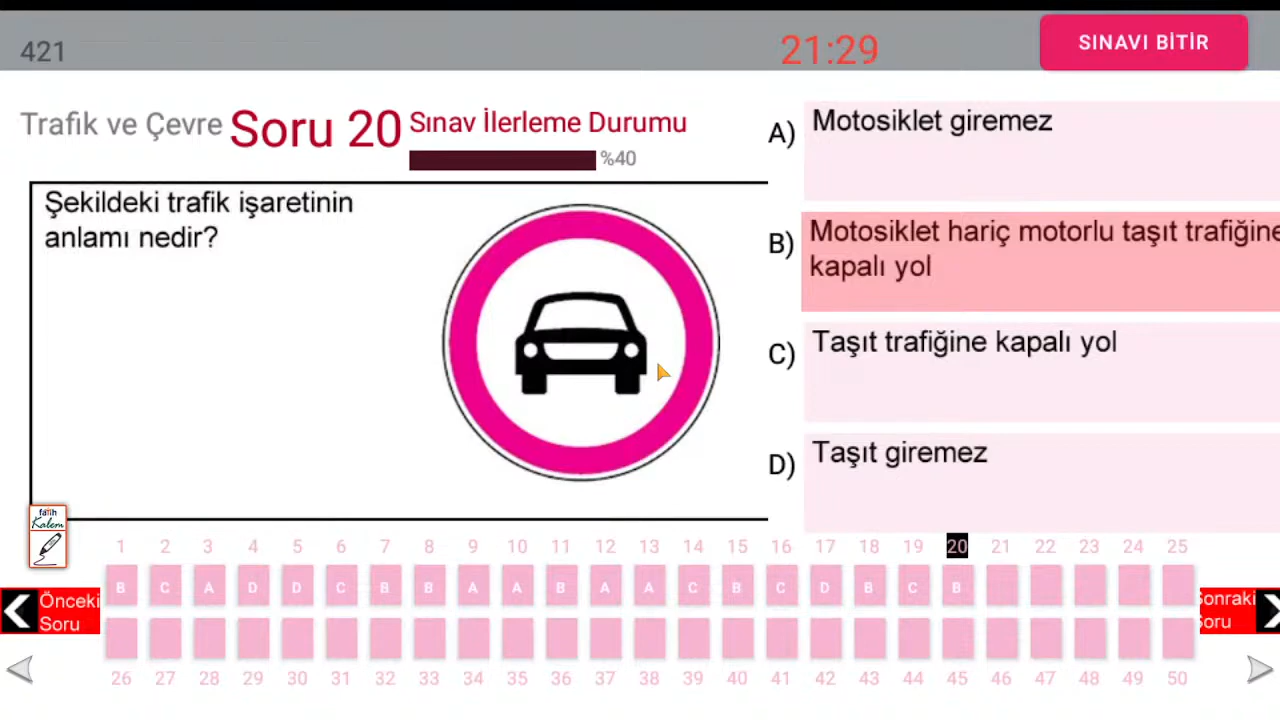 421
21:29
SINAVI BİTİR
Trafik ve Çevre
Soru 20
Sınav İlerleme Durumu
%40
Şekildeki trafik işaretinin
anlamı nedir?
A)
Motosiklet giremez
B)
Motosiklet hariç motorlu taşıt trafiğine
kapalı yol
C)
Taşıt trafiğine kapalı yol
D)
Taşıt giremez
fatih
Kalem
1 2 3 4 5 6 7 8 9 10 11 12 13 14 15 16 17 18 19 20 21 22 23 24 25
B C A D D C B B A A B A A C B C D B C B
Önceki
Soru
Sonraki
Soru
26 27 28 29 30 31 32 33 34 35 36 37 38 39 40 41 42 43 44 45 46 47 48 49 50